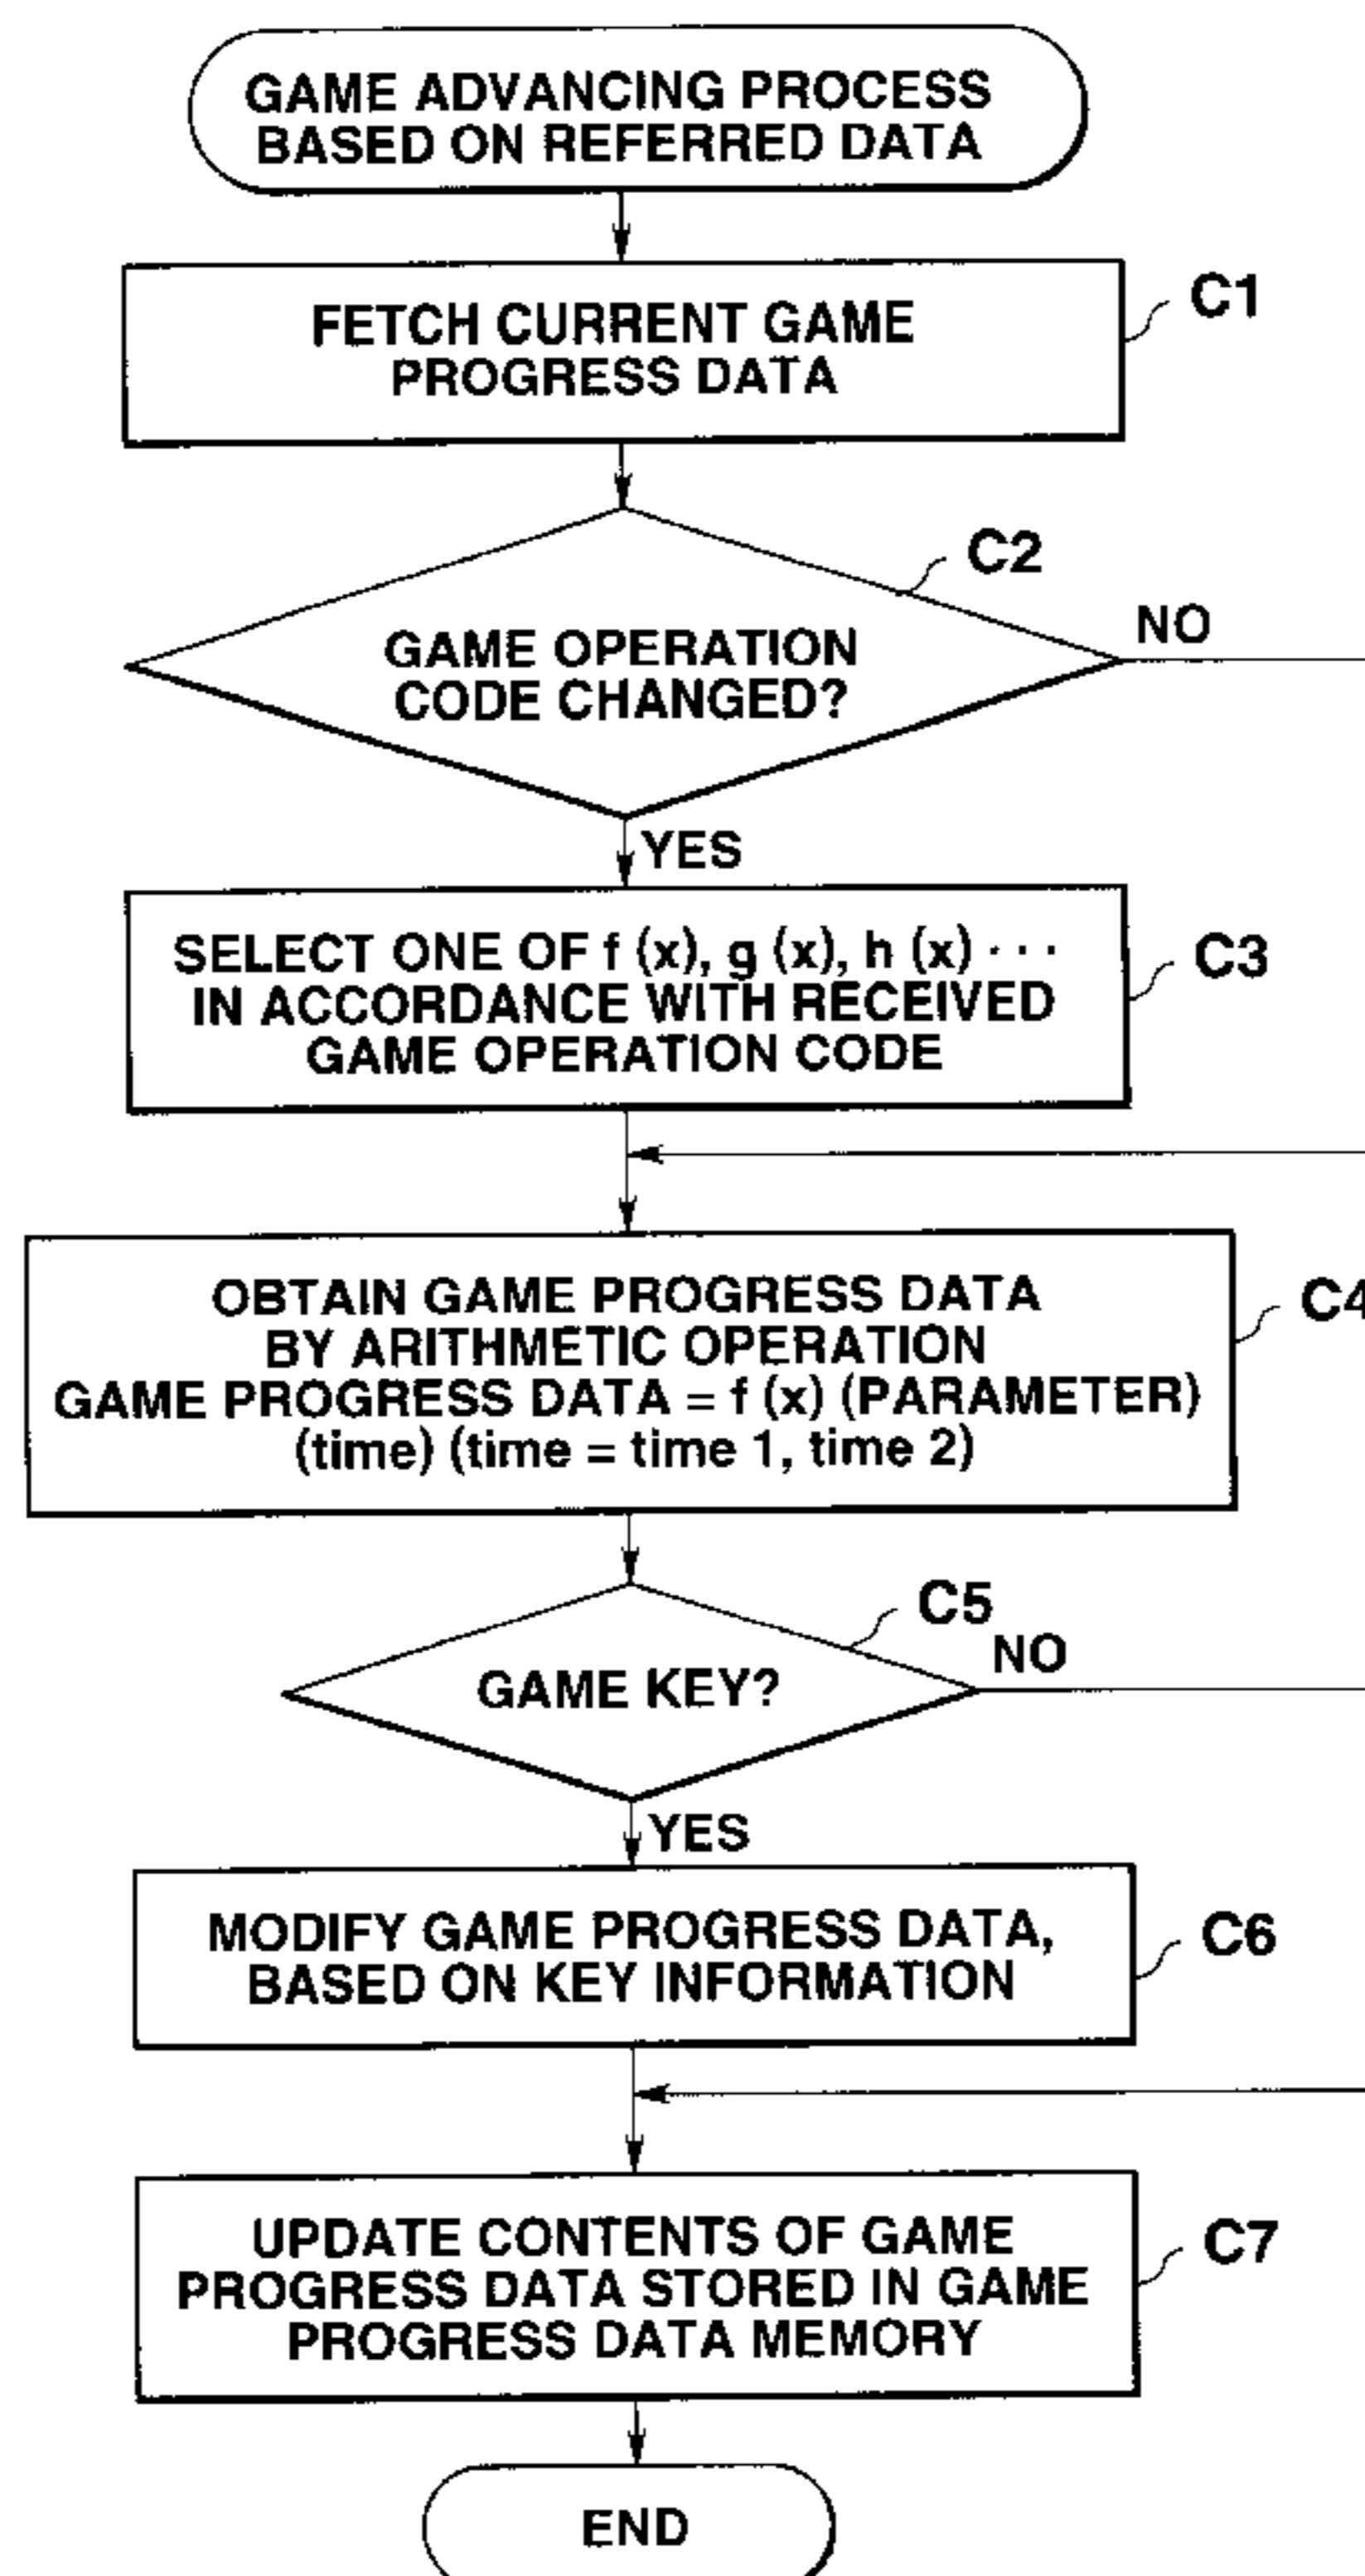 GAME ADVANCING PROCESS
BASED ON REFERRED DATA
FETCH CURRENT GAME
PROGRESS DATA
C1
C2
GAME OPERATION
CODE CHANGED?
NO
YES
SELECT ONE OF f (x), g (x), h (x) · · ·
IN ACCORDANCE WITH RECEIVED
GAME OPERATION CODE
C3
OBTAIN GAME PROGRESS DATA
BY ARITHMETIC OPERATION
GAME PROGRESS DATA = f (x) (PARAMETER)
(time) (time = time 1, time 2)
C4
C5
GAME KEY?
NO
YES
MODIFY GAME PROGRESS DATA,
BASED ON KEY INFORMATION
C6
UPDATE CONTENTS OF GAME
PROGRESS DATA STORED IN GAME
PROGRESS DATA MEMORY
C7
END